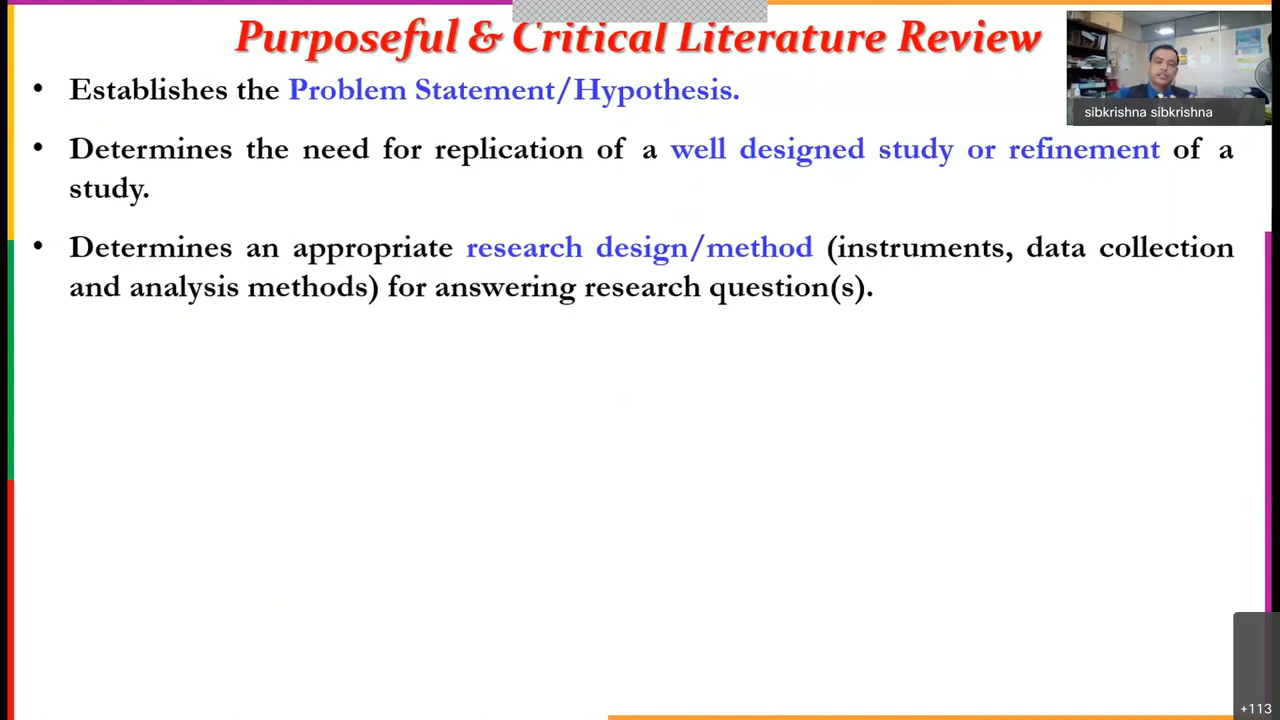 Purposeful & Critical Literature Review
• Establishes the Problem Statement/Hypothesis.
sibkrishna sibkrishna
• Determines the need for replication of a well designed study or refinement of a
study.
• Determines an appropriate research design/method (instruments, data collection
and analysis methods) for answering research question(s).
+113